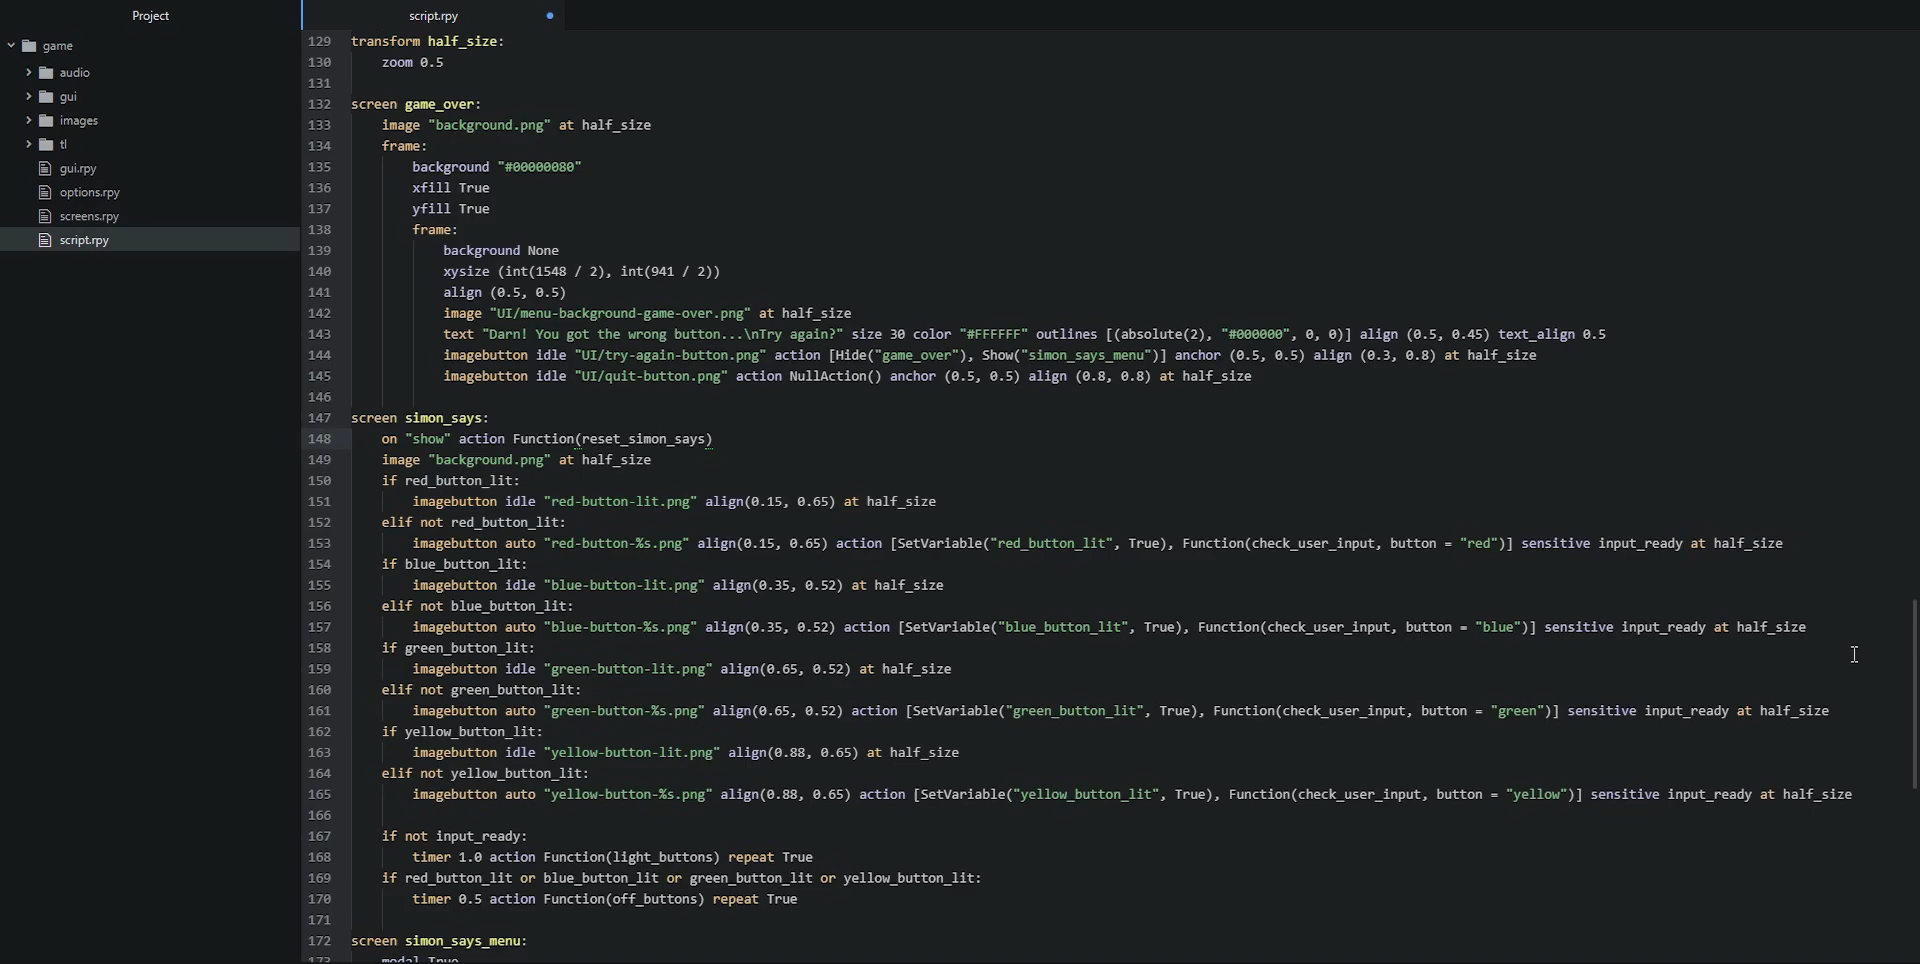 Project
script.rpy
game
audio
gui
images
tl
gui.rpy
options.rpy
screens.rpy
script.rpy
129 transform half_size:
130     zoom 0.5
131
132 screen game_over:
133     image "background.png" at half_size
134     frame:
135         background "#00000080"
136         xfill True
137         yfill True
138         frame:
139             background None
140             xysize (int(1548 / 2), int(941 / 2))
141             align (0.5, 0.5)
142             image "UI/menu-background-game-over.png" at half_size
143             text "Darn! You got the wrong button...\nTry again?" size 30 color "#FFFFFF" outlines [(absolute(2), "#000000", 0, 0)] align (0.5, 0.45) text_align 0.5
144             imagebutton idle "UI/try-again-button.png" action [Hide("game_over"), Show("simon_says_menu")] anchor (0.5, 0.5) align (0.3, 0.8) at half_size
145             imagebutton idle "UI/quit-button.png" action NullAction() anchor (0.5, 0.5) align (0.8, 0.8) at half_size
146
147 screen simon_says:
148     on "show" action Function(reset_simon_says)
149     image "background.png" at half_size
150     if red_button_lit:
151         imagebutton idle "red-button-lit.png" align(0.15, 0.65) at half_size
152     elif not red_button_lit:
153         imagebutton auto "red-button-%s.png" align(0.15, 0.65) action [SetVariable("red_button_lit", True), Function(check_user_input, button = "red")] sensitive input_ready at half_size
154     if blue_button_lit:
155         imagebutton idle "blue-button-lit.png" align(0.35, 0.52) at half_size
156     elif not blue_button_lit:
157         imagebutton auto "blue-button-%s.png" align(0.35, 0.52) action [SetVariable("blue_button_lit", True), Function(check_user_input, button = "blue")] sensitive input_ready at half_size
158     if green_button_lit:
159         imagebutton idle "green-button-lit.png" align(0.65, 0.52) at half_size
160     elif not green_button_lit:
161         imagebutton auto "green-button-%s.png" align(0.65, 0.52) action [SetVariable("green_button_lit", True), Function(check_user_input, button = "green")] sensitive input_ready at half_size
162     if yellow_button_lit:
163         imagebutton idle "yellow-button-lit.png" align(0.88, 0.65) at half_size
164     elif not yellow_button_lit:
165         imagebutton auto "yellow-button-%s.png" align(0.88, 0.65) action [SetVariable("yellow_button_lit", True), Function(check_user_input, button = "yellow")] sensitive input_ready at half_size
166
167     if not input_ready:
168         timer 1.0 action Function(light_buttons) repeat True
169     if red_button_lit or blue_button_lit or green_button_lit or yellow_button_lit:
170         timer 0.5 action Function(off_buttons) repeat True
171
172 screen simon_says_menu:
173     modal True